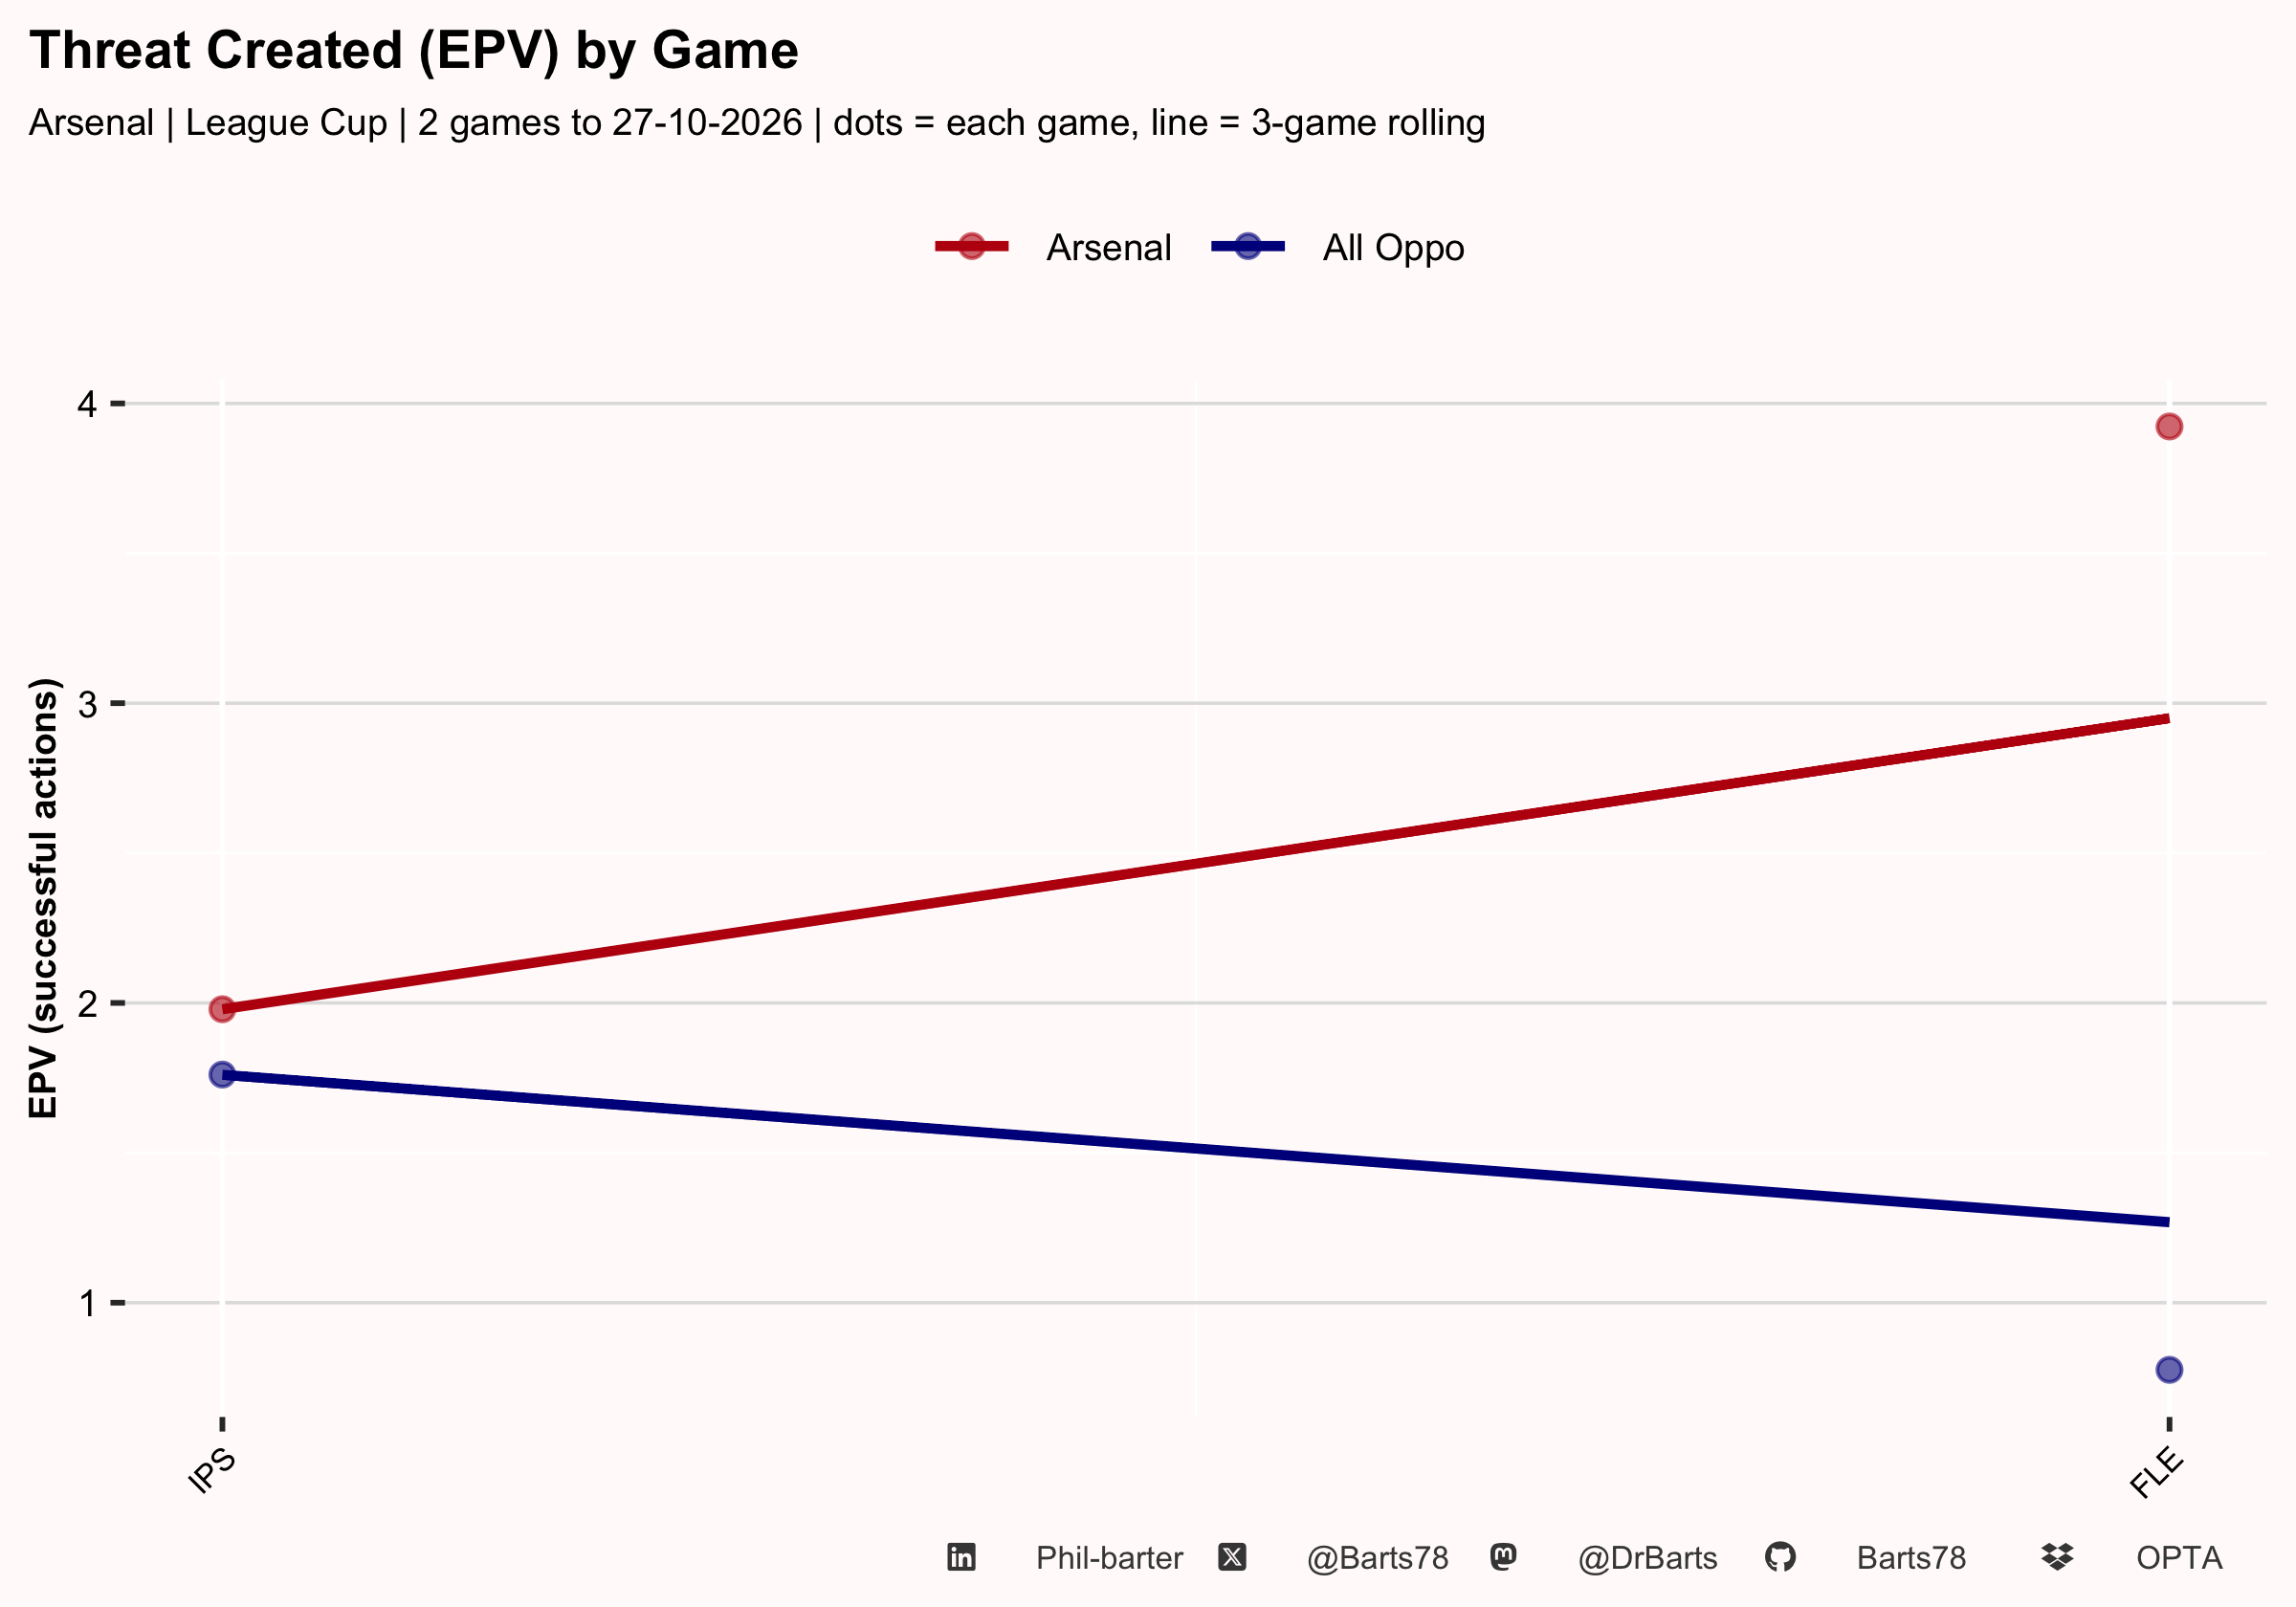 Threat Created (EPV) by Game
Arsenal | League Cup | 2 games to 27-10-2026 | dots = each game, line = 3-game rolling
Arsenal All Oppo
EPV (successful actions)
4
3
2
1
IPS FLE
Phil-barter @Barts78 @DrBarts Barts78 OPTA